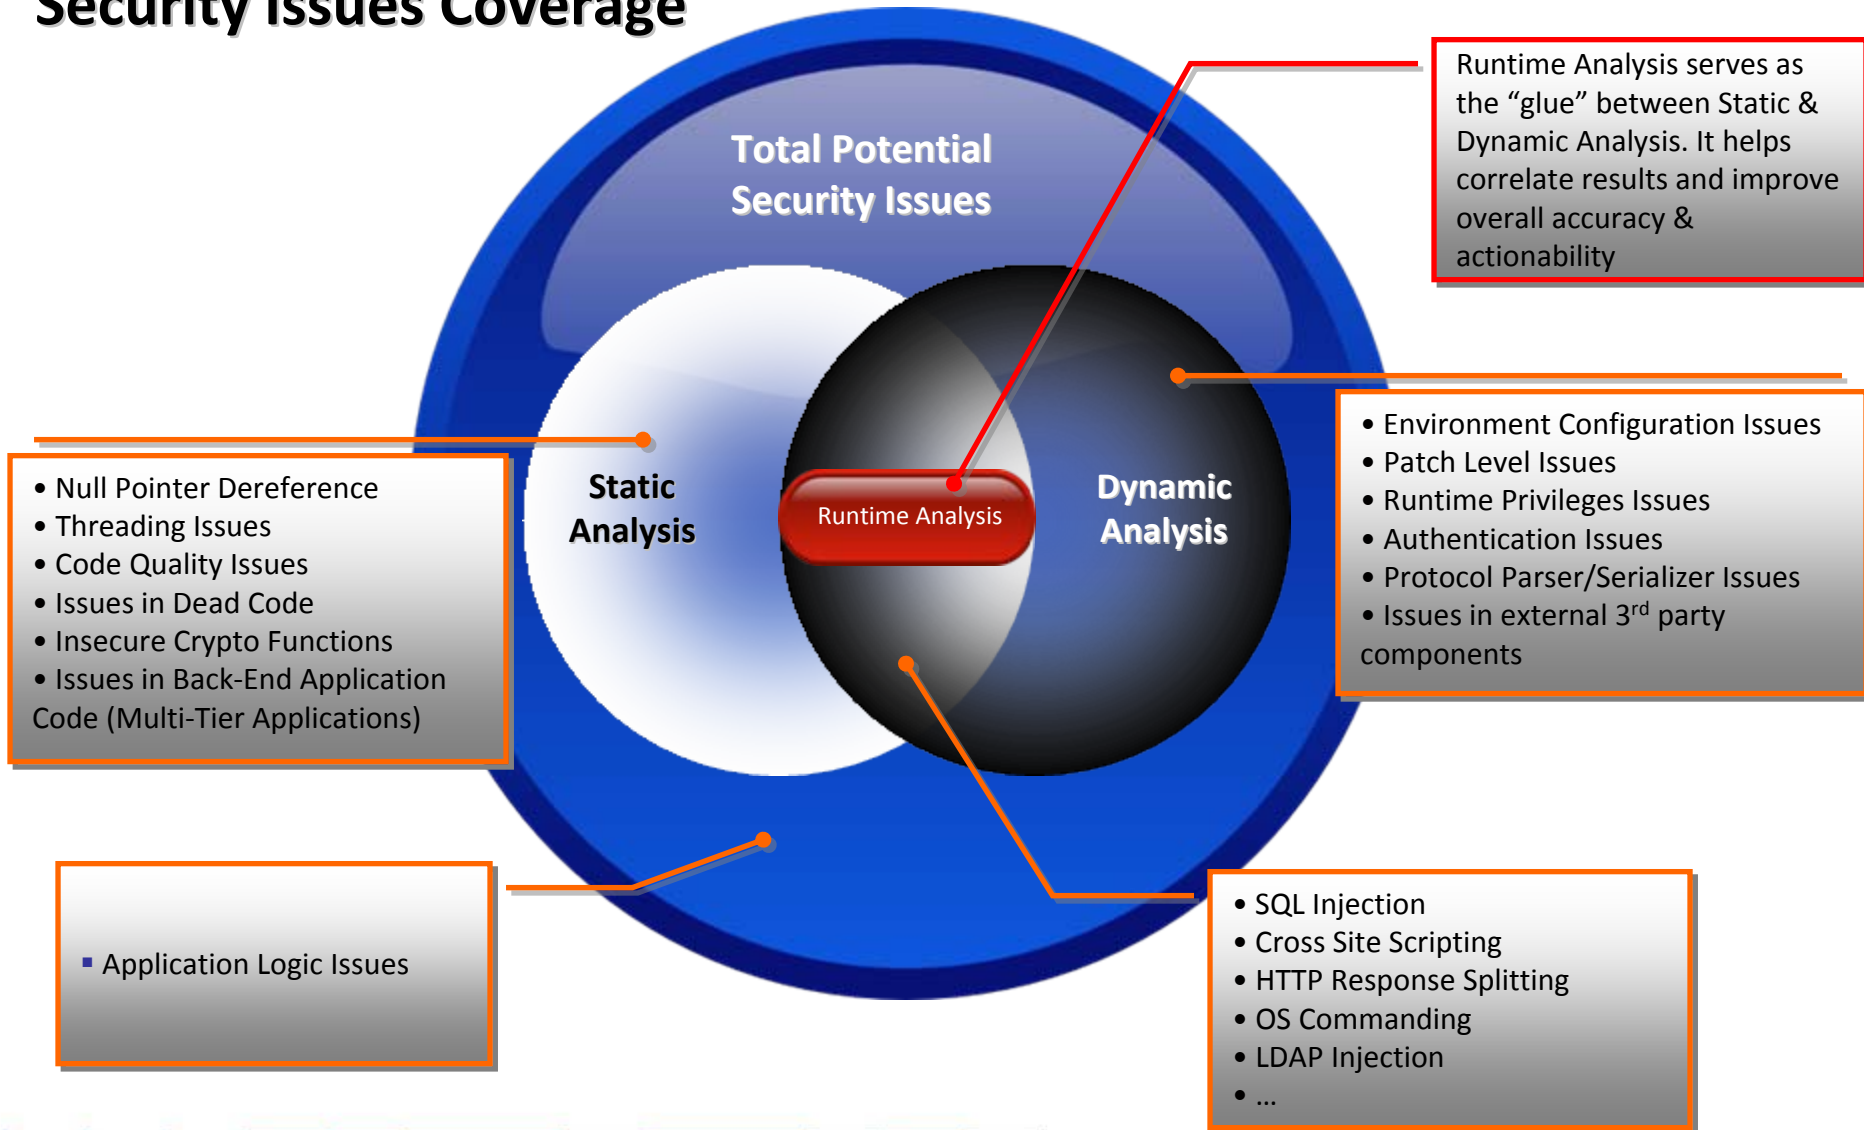 Security Issues Coverage
Total Potential
Security Issues
Runtime Analysis serves as
the “glue” between Static &
Dynamic Analysis. It helps
correlate results and improve
overall accuracy &
actionability
Static
Analysis
Runtime Analysis
Dynamic
Analysis
• Null Pointer Dereference
• Threading Issues
• Code Quality Issues
• Issues in Dead Code
• Insecure Crypto Functions
• Issues in Back-End Application
Code (Multi-Tier Applications)
• Environment Configuration Issues
• Patch Level Issues
• Runtime Privileges Issues
• Authentication Issues
• Protocol Parser/Serializer Issues
• Issues in external 3rd party
components
▪ Application Logic Issues
• SQL Injection
• Cross Site Scripting
• HTTP Response Splitting
• OS Commanding
• LDAP Injection
• …